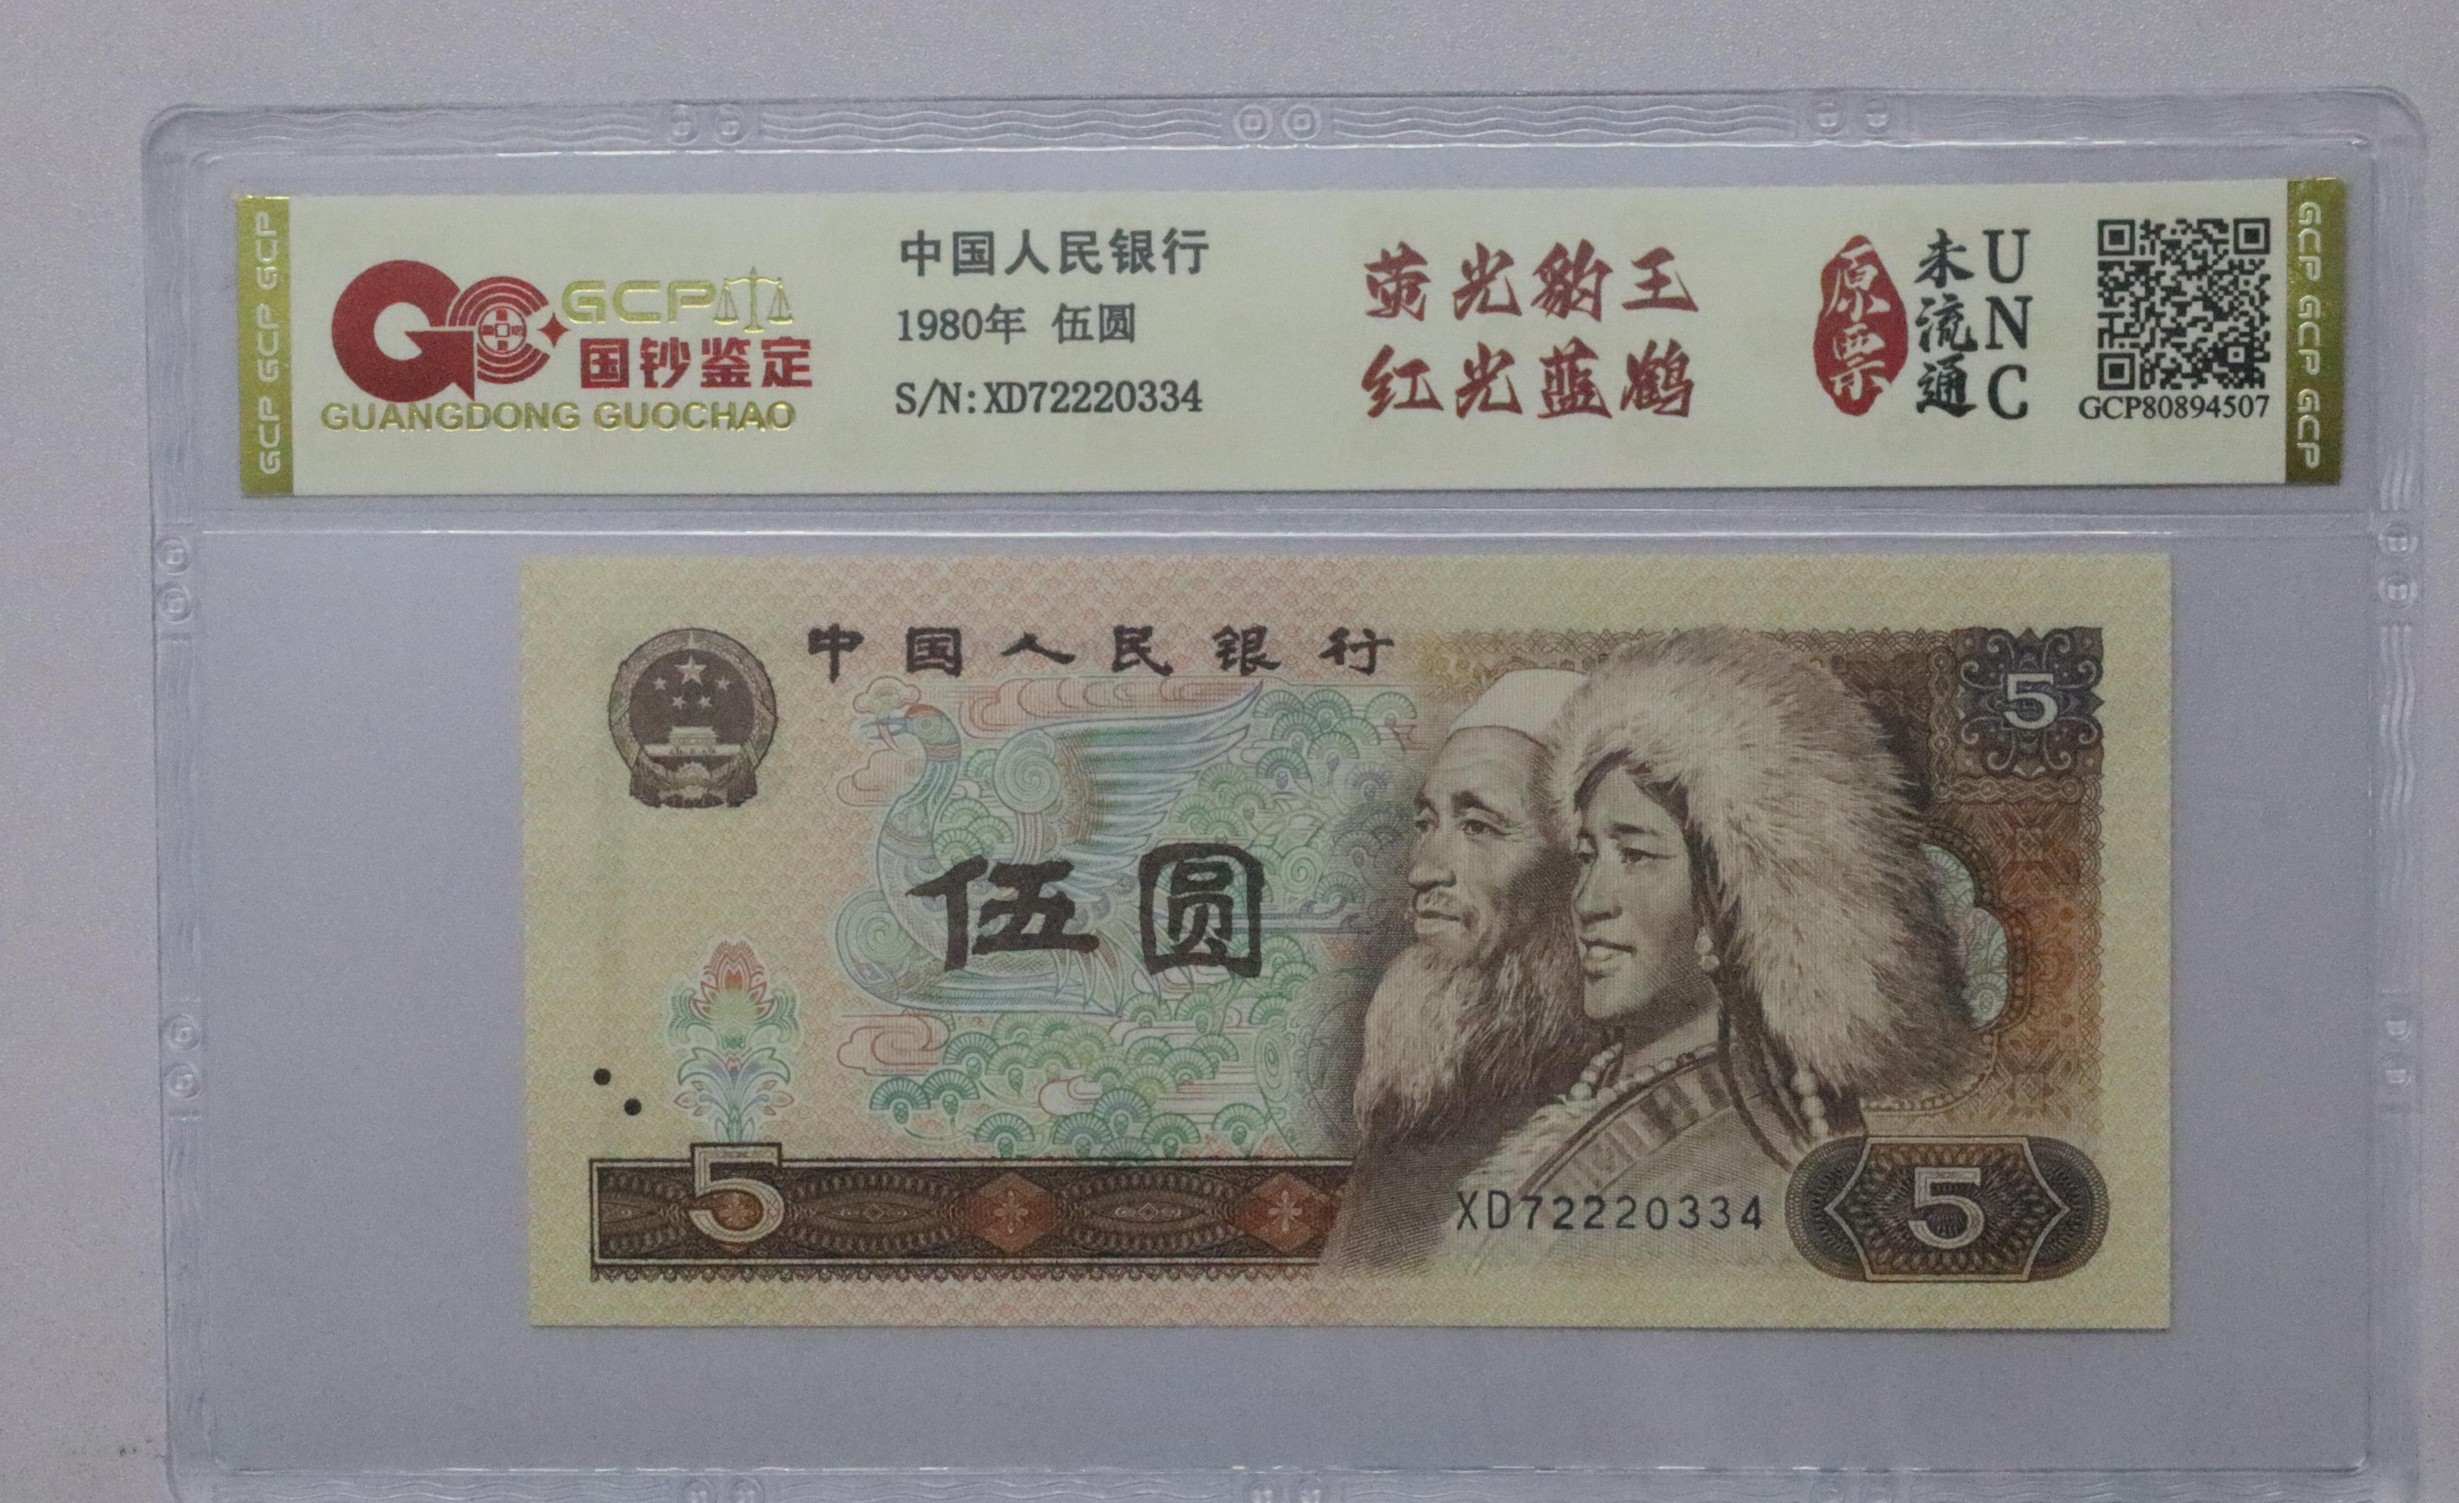 GCP GCP GCP
GCP
国钞鉴定
GUANGDONG GUOCHAO
中国人民银行
1980年 伍圆
S/N:XD72220334
荧光豹王
红光蓝鹤
原票
未流通
UNC
GCP80894507
GCP GCP GCP
中国人民银行
5
伍圆
5
XD72220334
5